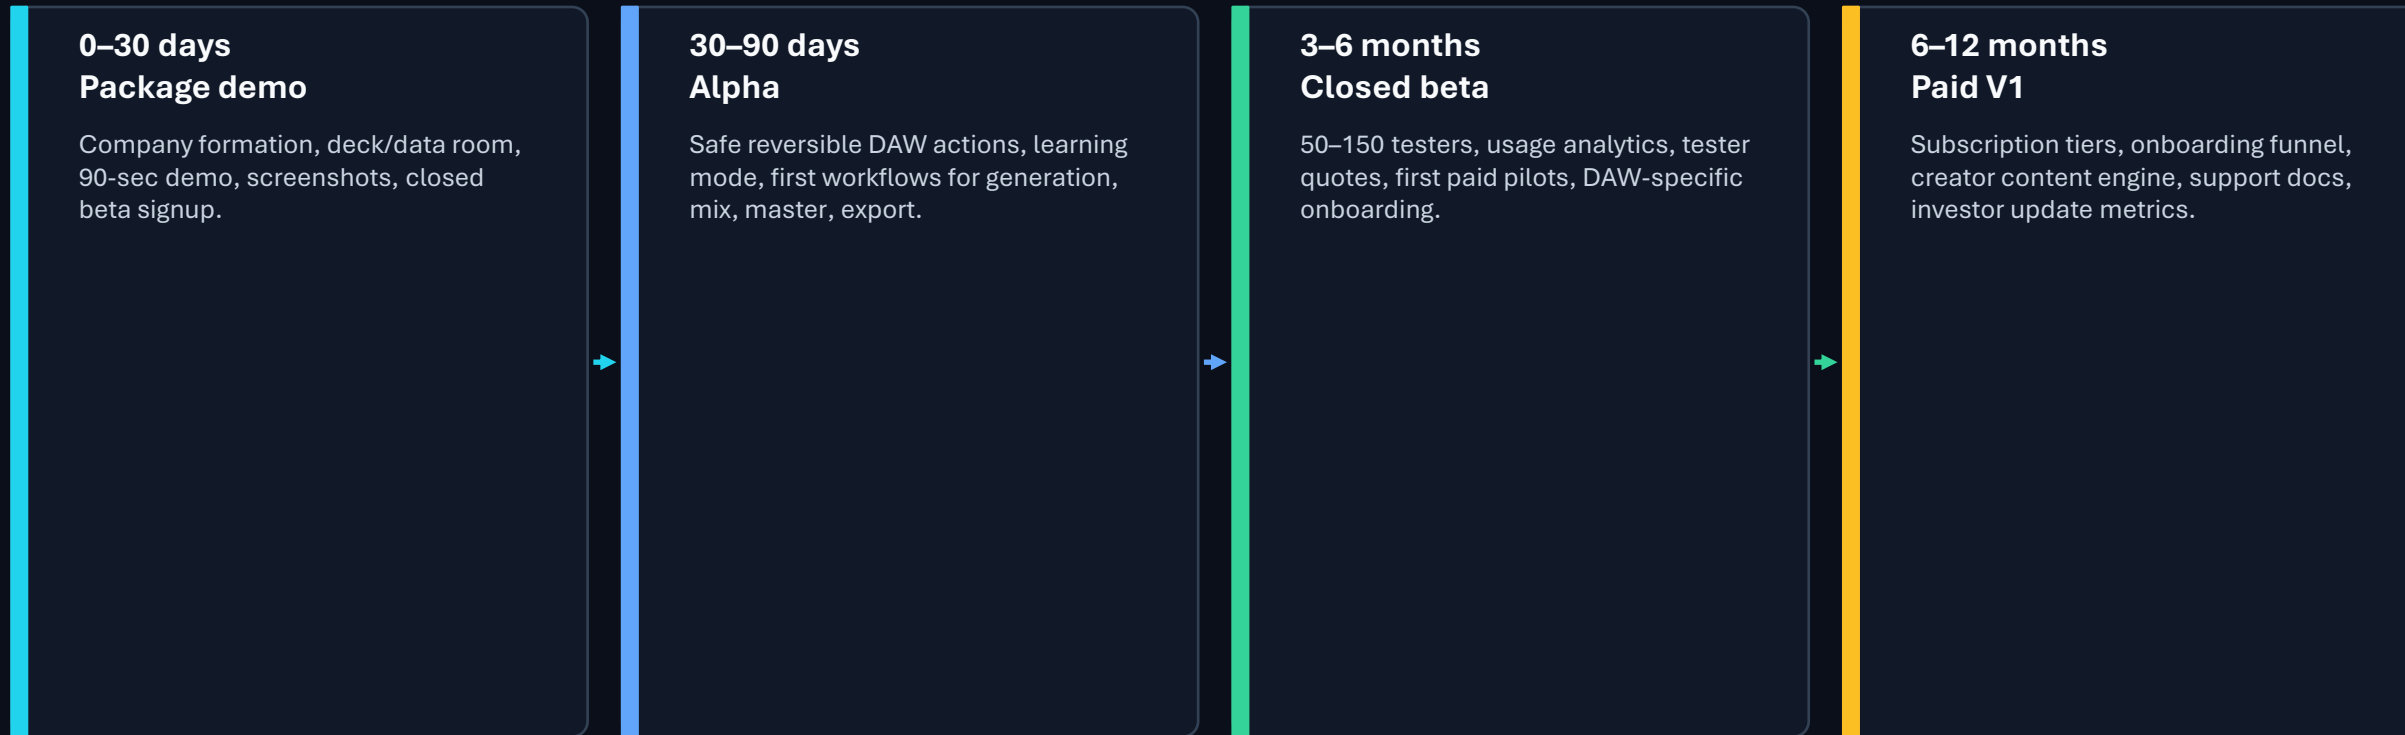 0–30 days
Package demo
Company formation, deck/data room,
90-sec demo, screenshots, closed
beta signup.
30–90 days
Alpha
Safe reversible DAW actions, learning
mode, first workflows for generation,
mix, master, export.
3–6 months
Closed beta
50–150 testers, usage analytics, tester
quotes, first paid pilots, DAW-specific
onboarding.
6–12 months
Paid V1
Subscription tiers, onboarding funnel,
creator content engine, support docs,
investor update metrics.